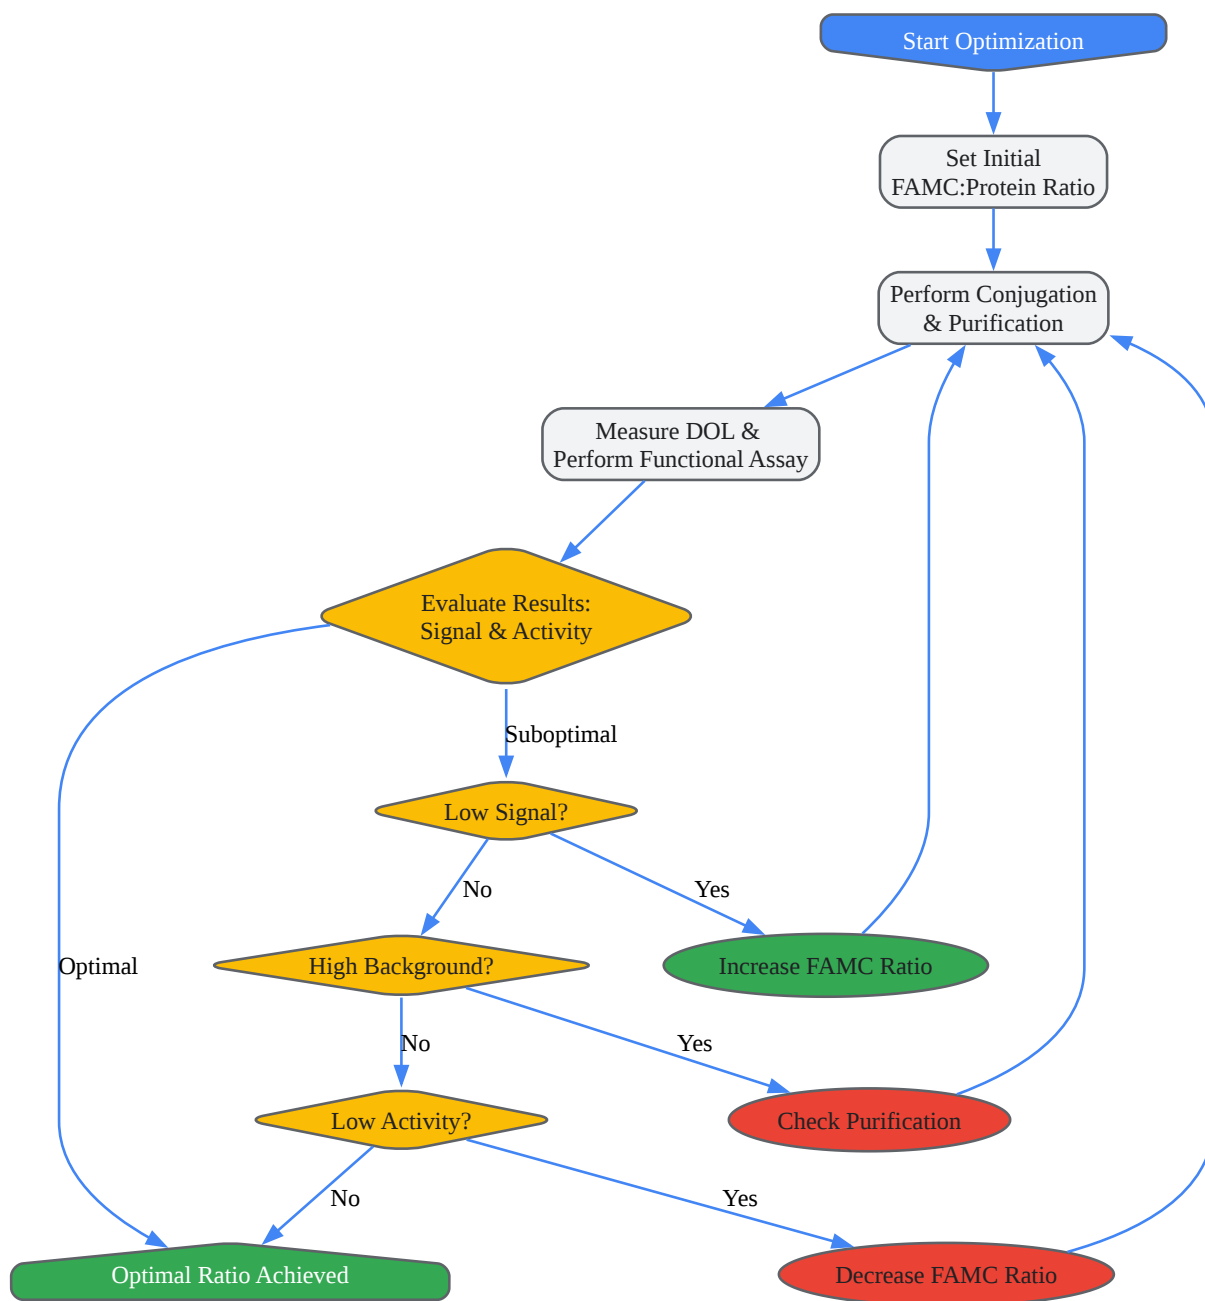 Start Optimization
Set Initial
FAMC:Protein Ratio
Perform Conjugation
& Purification
Measure DOL &
Perform Functional Assay
Evaluate Results:
Signal & Activity
Suboptimal
Low Signal?
No
Yes
Optimal
High Background?
Increase FAMC Ratio
No
Yes
Low Activity?
Check Purification
No
Yes
Optimal Ratio Achieved
Decrease FAMC Ratio